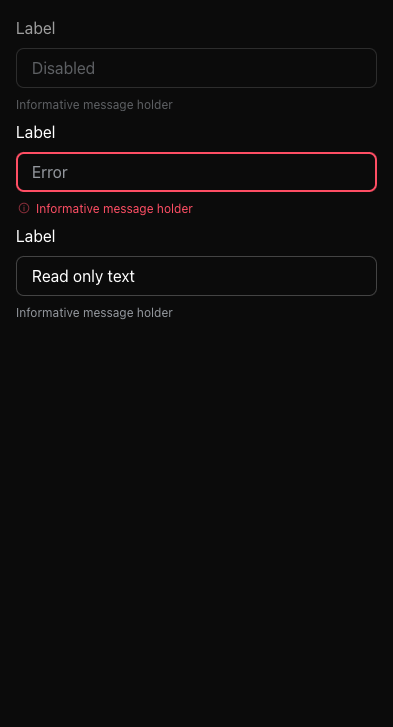 Label
Disabled
Informative message holder
Label
Error
Informative message holder
Label
Read only text
Informative message holder